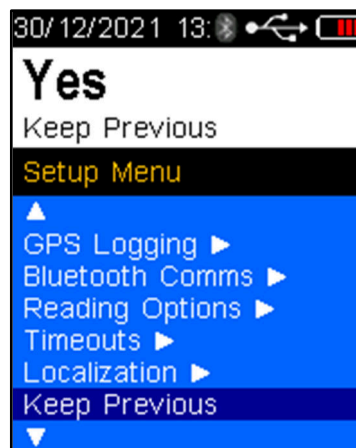 30/12/2021 13:
Yes
Keep Previous
Setup Menu
GPS Logging
Bluetooth Comms
Reading Options
Timeouts
Localization
Keep Previous